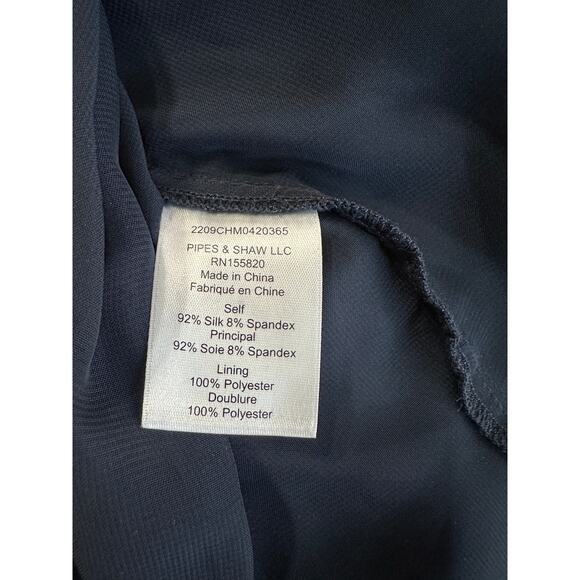 2209CHM0420365
PIPES & SHAW LLC
RN155820
Made in China
Fabriqué en Chine
Self
92% Silk 8% Spandex
Principal
92% Soie 8% Spandex
Lining
100% Polyester
Doublure
100% Polyester